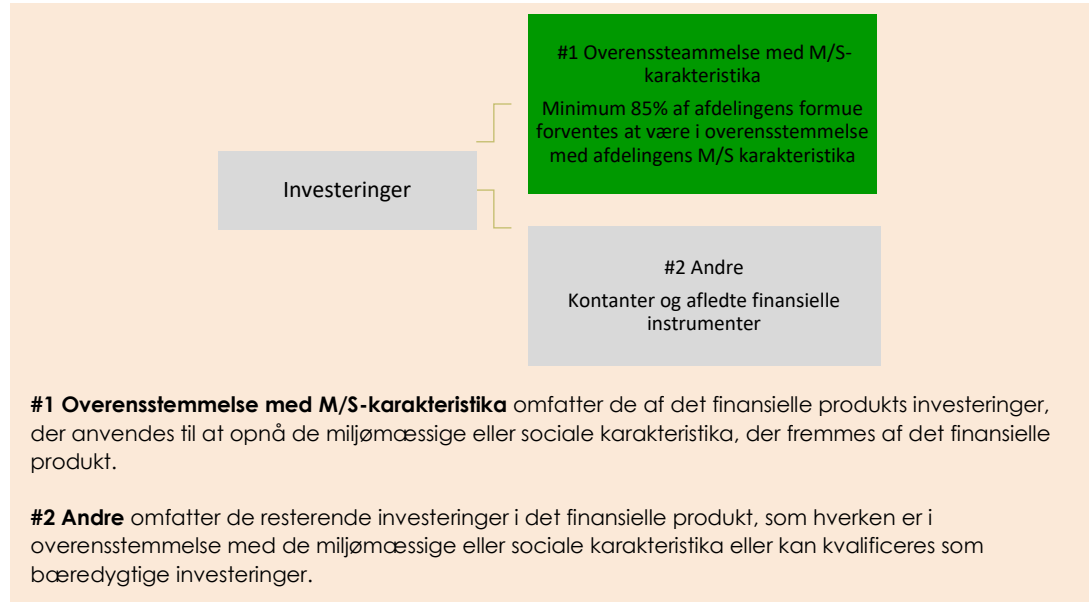 #1 Overenssteammelse med M/S-
karakteristika
Minimum 85% af afdelingens formue
forventes at være i overensstemmelse
med afdelingens M/S karakteristika
Investeringer
#2 Andre
Kontanter og afledte finansielle
instrumenter
#1 Overensstemmelse med M/S-karakteristika omfatter de af det finansielle produkts investeringer,
der anvendes til at opnå de miljømæssige eller sociale karakteristika, der fremmes af det finansielle
produkt.
#2 Andre omfatter de resterende investeringer i det finansielle produkt, som hverken er i
overensstemmelse med de miljømæssige eller sociale karakteristika eller kan kvalificeres som
bæredygtige investeringer.